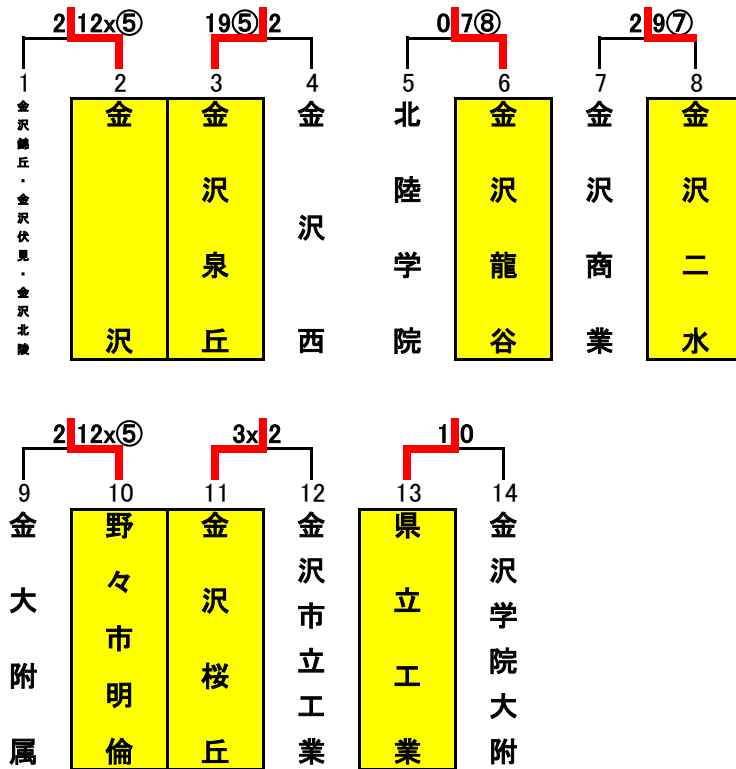 2 12x⑤
19⑤ 2
0 7⑧
2 9⑦
1 2 3 4 5 6 7 8
金沢錦丘・金沢伏見・金沢北陵
金沢
金沢泉丘
金沢西
北陸学院
金沢龍谷
金沢商業
金沢二水
2 12x⑤
3x 2
1 0
9 10 11 12 13 14
金大附属
野々市明倫
金沢桜丘
金沢市立工業
県立工業
金沢学院大附